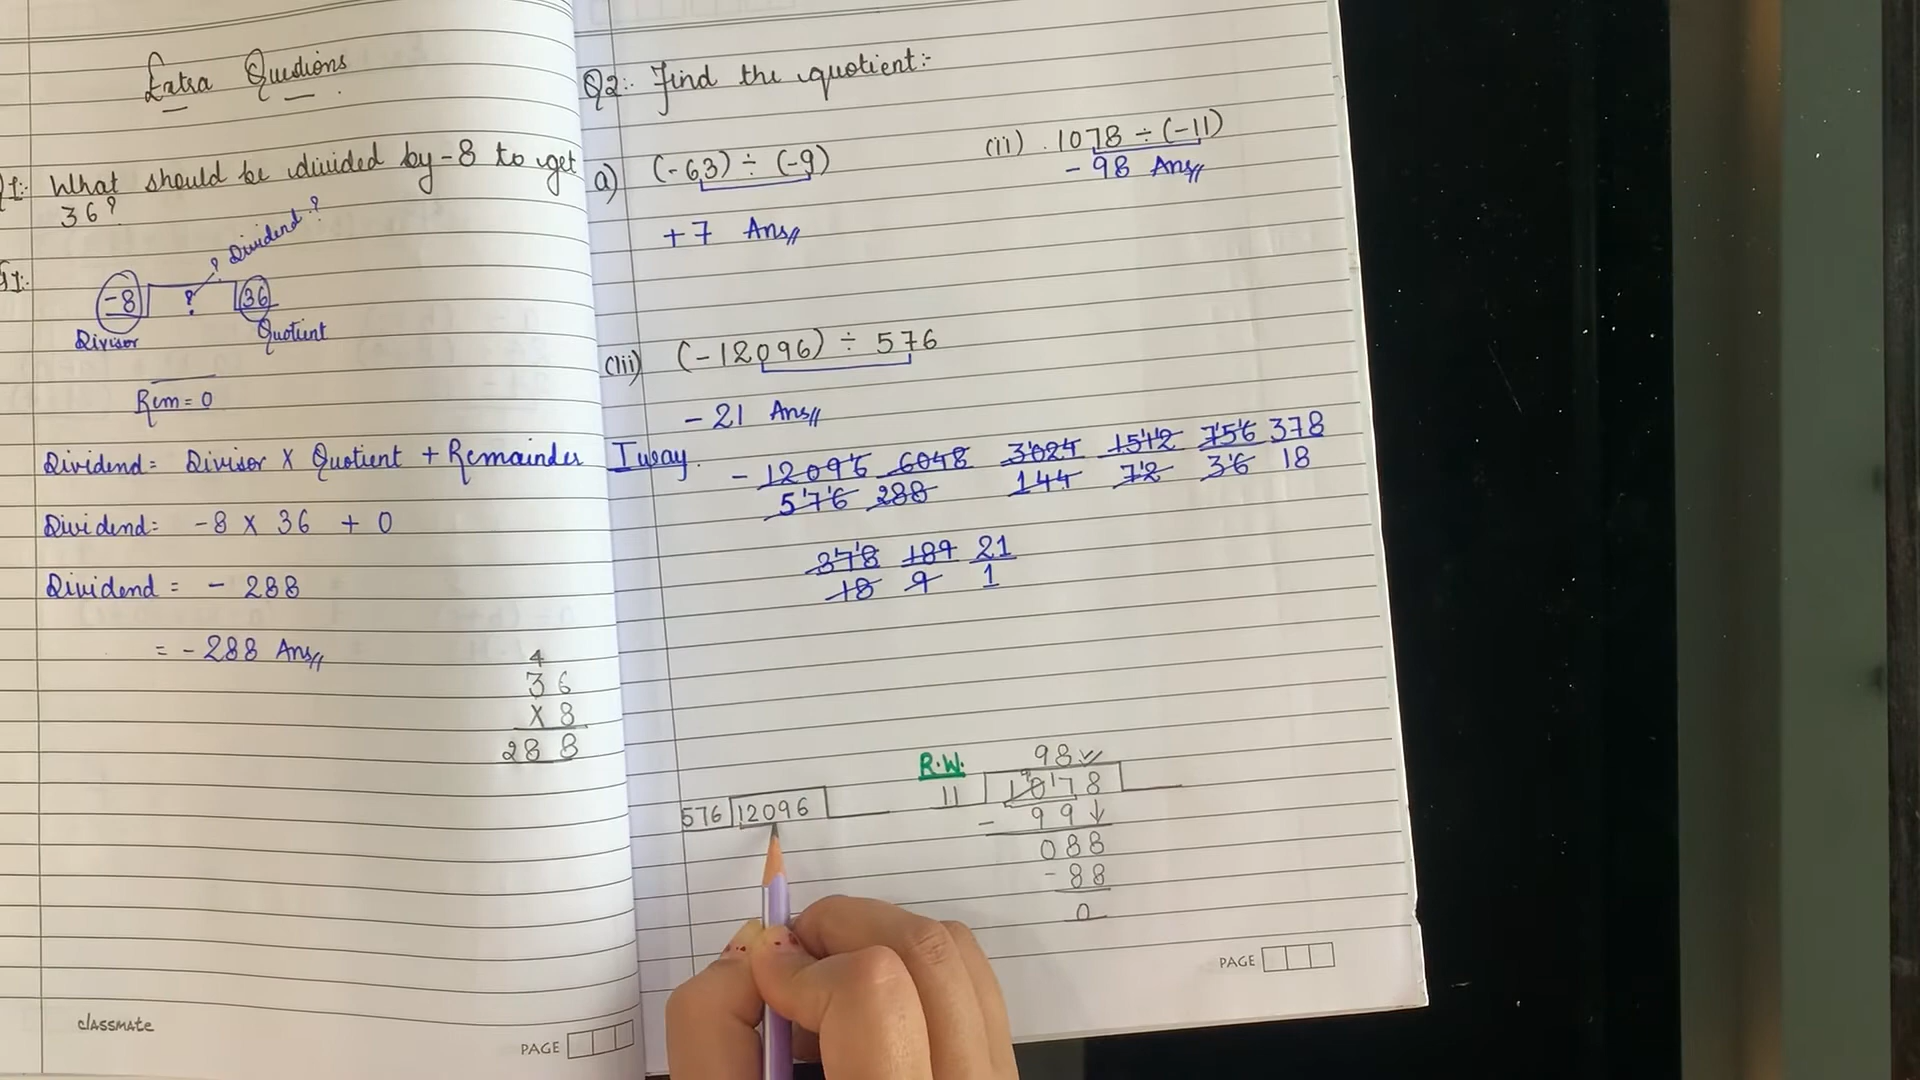 Extra Questions
Q1:- What should be divided by -8 to get
36?
? Dividend?
-8 ? 36
Divisor
Quotient
Rem = 0
Dividend = Divisor X Quotient + Remainder
Dividend = -8 X 36 + 0
Dividend = - 288
= - 288 Ans//
4
36
X 8
288
classmate
PAGE
Q2:- Find the quotient:-
a) (-63) ÷ (-9)
+7 Ans//
(ii) 1078 ÷ (-11)
- 98 Ans//
(iii) (-12096) ÷ 576
- 21 Ans//
I way.
- 12096 6048 3024 1512 756 378
576 288 144 72 36 18
378 189 21
18 9 1
R.W.
576 12096
98
11 1078
- 99↓
088
- 88
0
PAGE